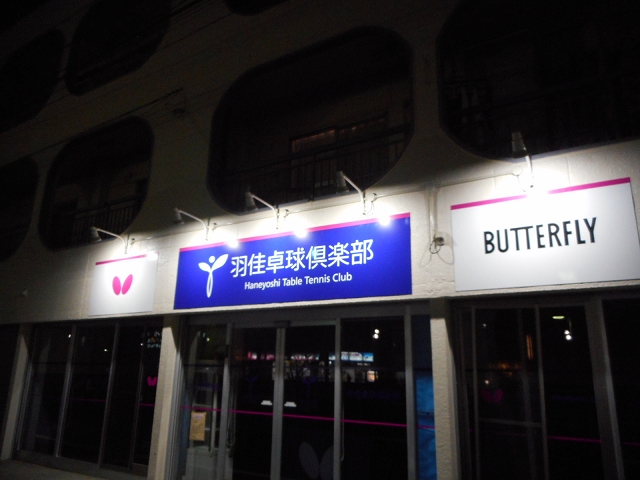 羽佳卓球倶楽部
Haneyoshi Table Tennis Club
BUTTERFLY